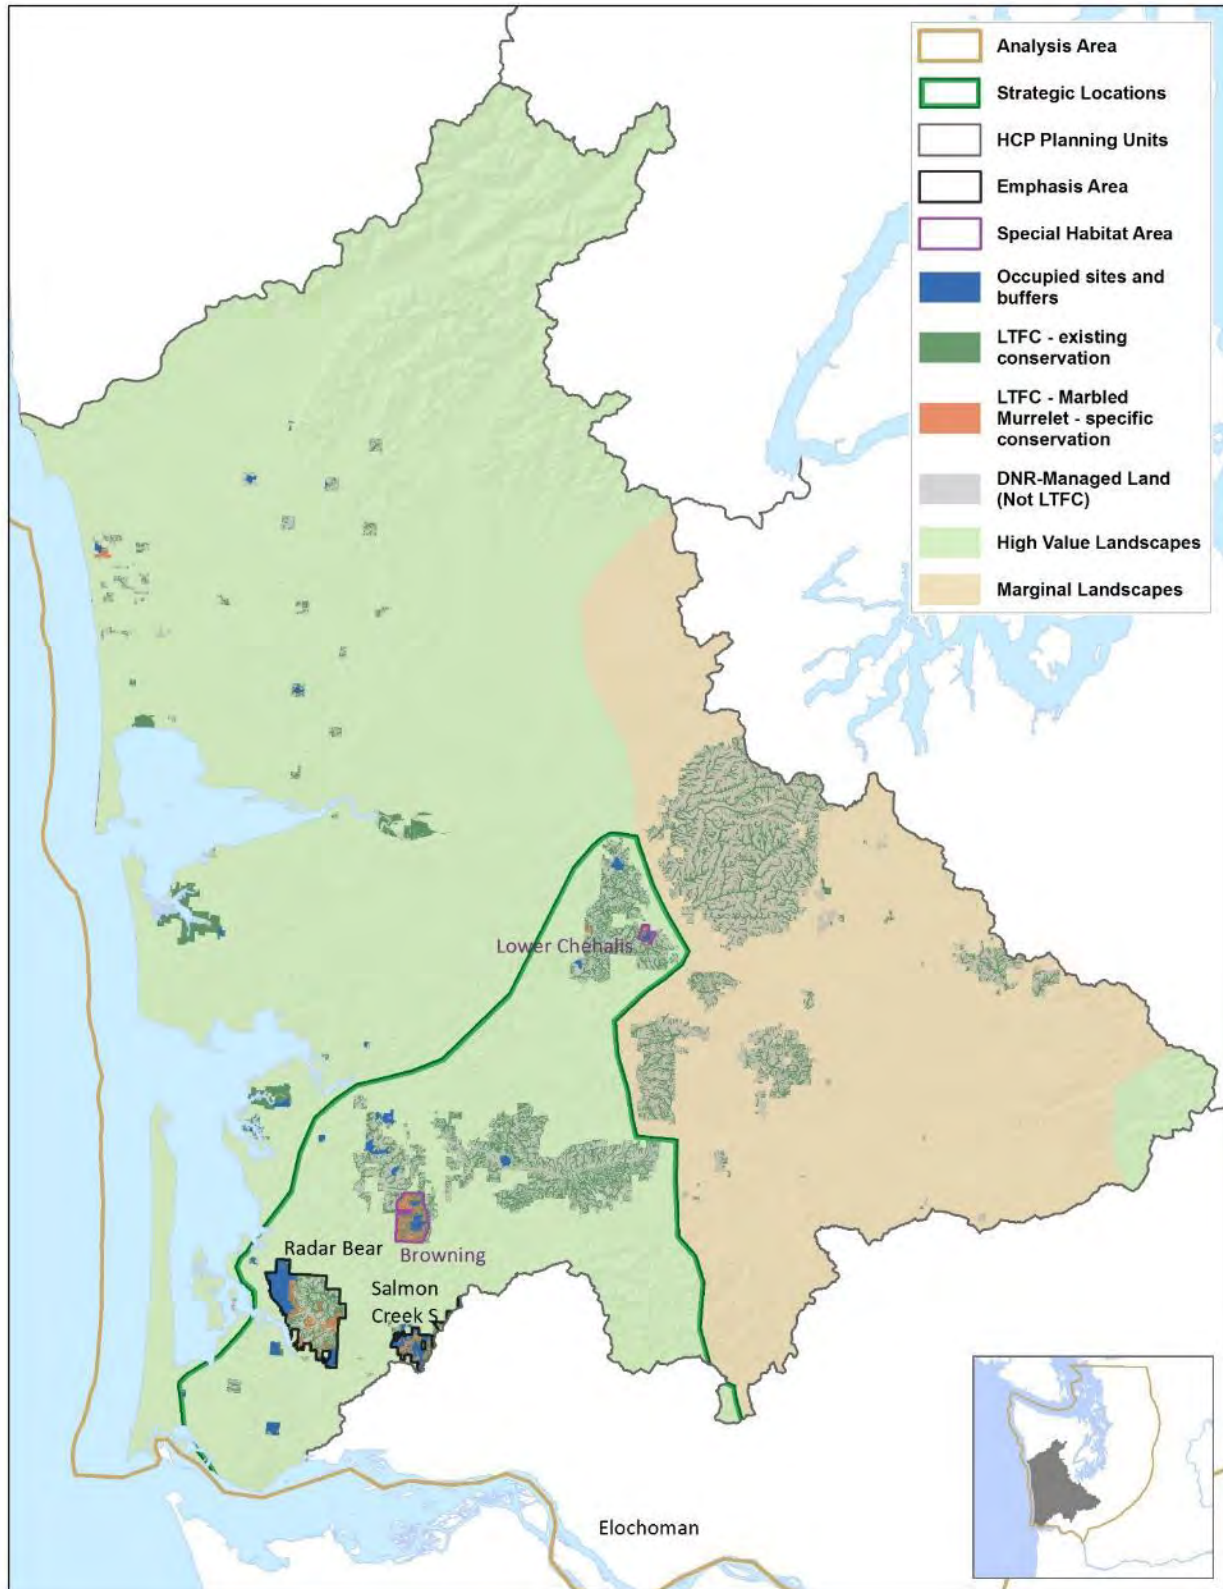 Analysis Area
Strategic Locations
HCP Planning Units
Emphasis Area
Special Habitat Area
Occupied sites and
buffers
LTFC - existing
conservation
LTFC - Marbled
Murrelet - specific
conservation
DNR-Managed Land
(Not LTFC)
High Value Landscapes
Marginal Landscapes
Lower Chehalis
Radar Bear
Browning
Salmon
Creek S
Elochoman